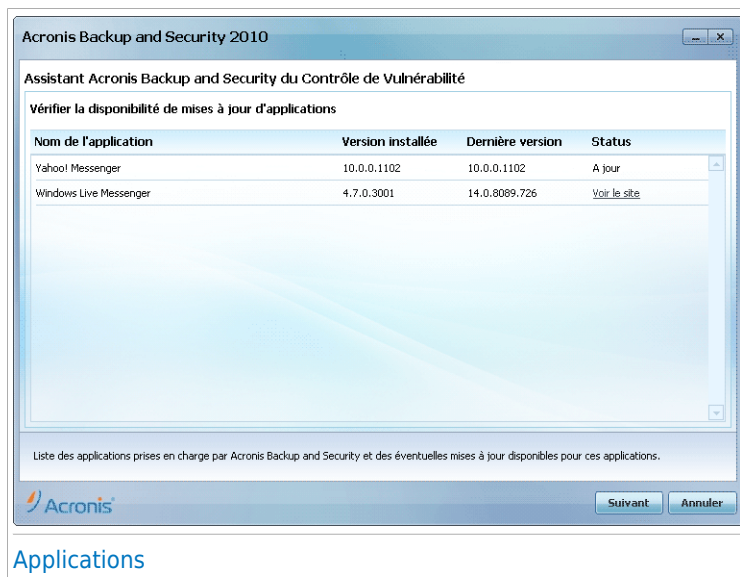 Acronis Backup and Security 2010
Assistant Acronis Backup and Security du Contrôle de Vulnérabilité
Vérifier la disponibilité de mises à jour d'applications
Nom de l'application Version installée Dernière version Status
Yahoo! Messenger 10.0.0.1102 10.0.0.1102 A jour
Windows Live Messenger 4.7.0.3001 14.0.8089.726 Voir le site
Liste des applications prises en charge par Acronis Backup and Security et des éventuelles mises à jour disponibles pour ces applications.
Acronis
Suivant Annuler
Applications